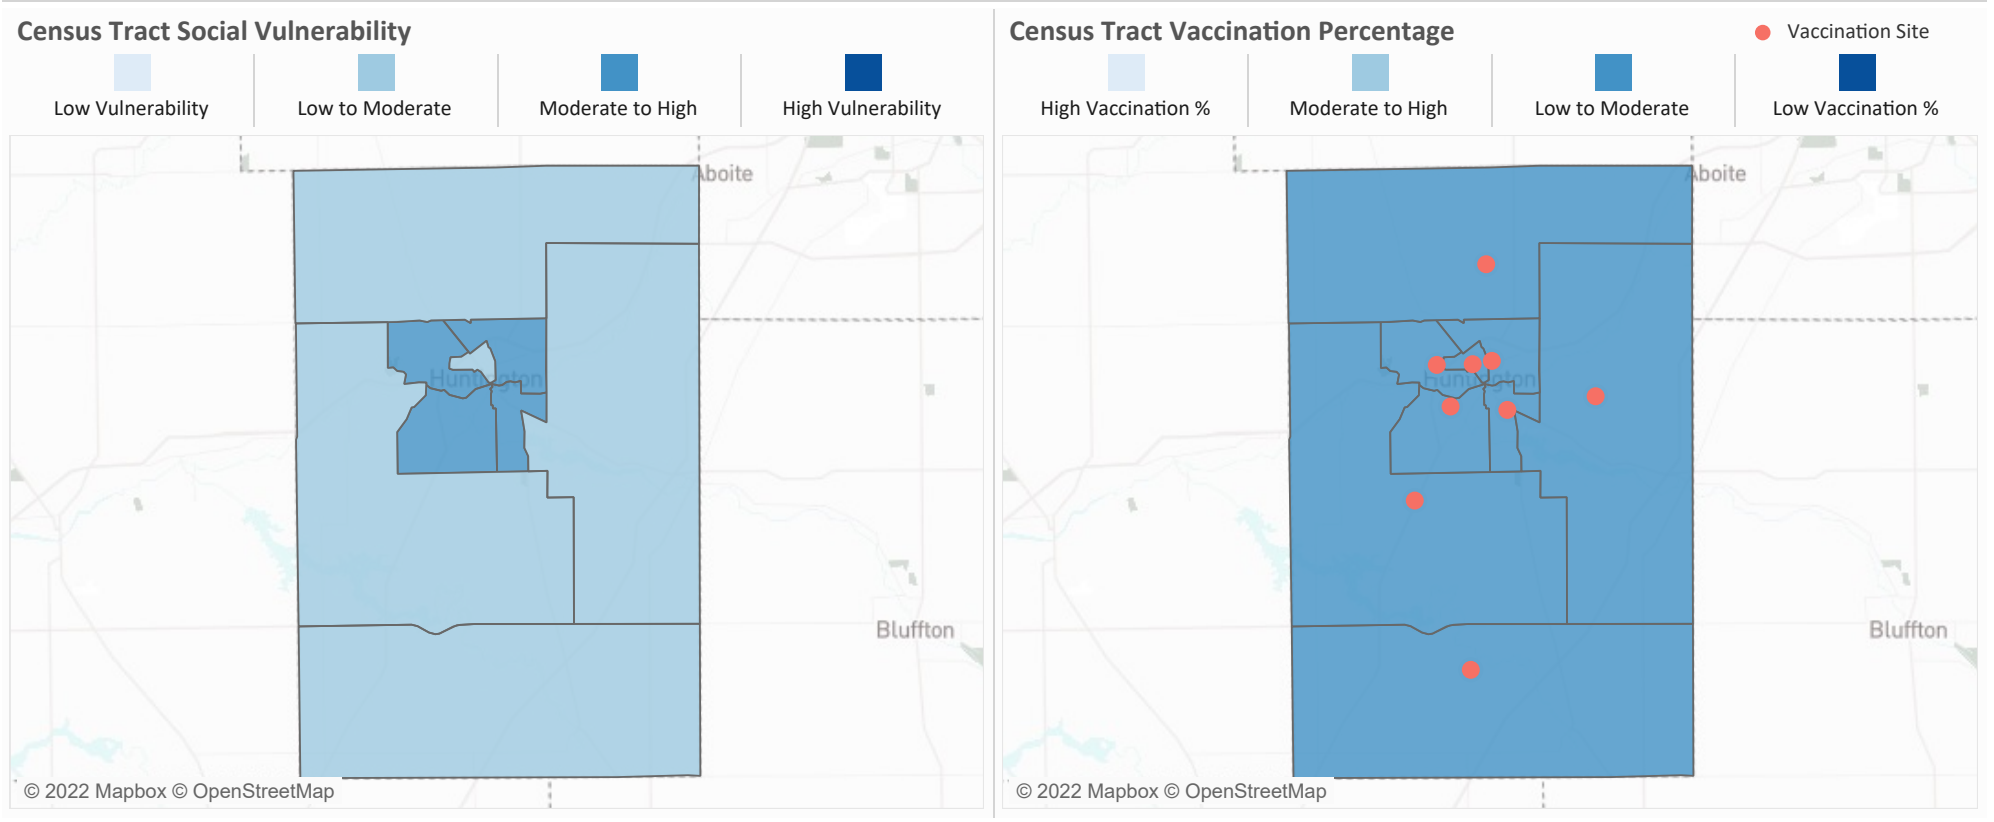 Census Tract Social Vulnerability
Low Vulnerability
Low to Moderate
Moderate to High
High Vulnerability
Aboite
Huntington
Bluffton
© 2022 Mapbox © OpenStreetMap
Census Tract Vaccination Percentage
Vaccination Site
High Vaccination %
Moderate to High
Low to Moderate
Low Vaccination %
Aboite
Huntington
Bluffton
© 2022 Mapbox © OpenStreetMap